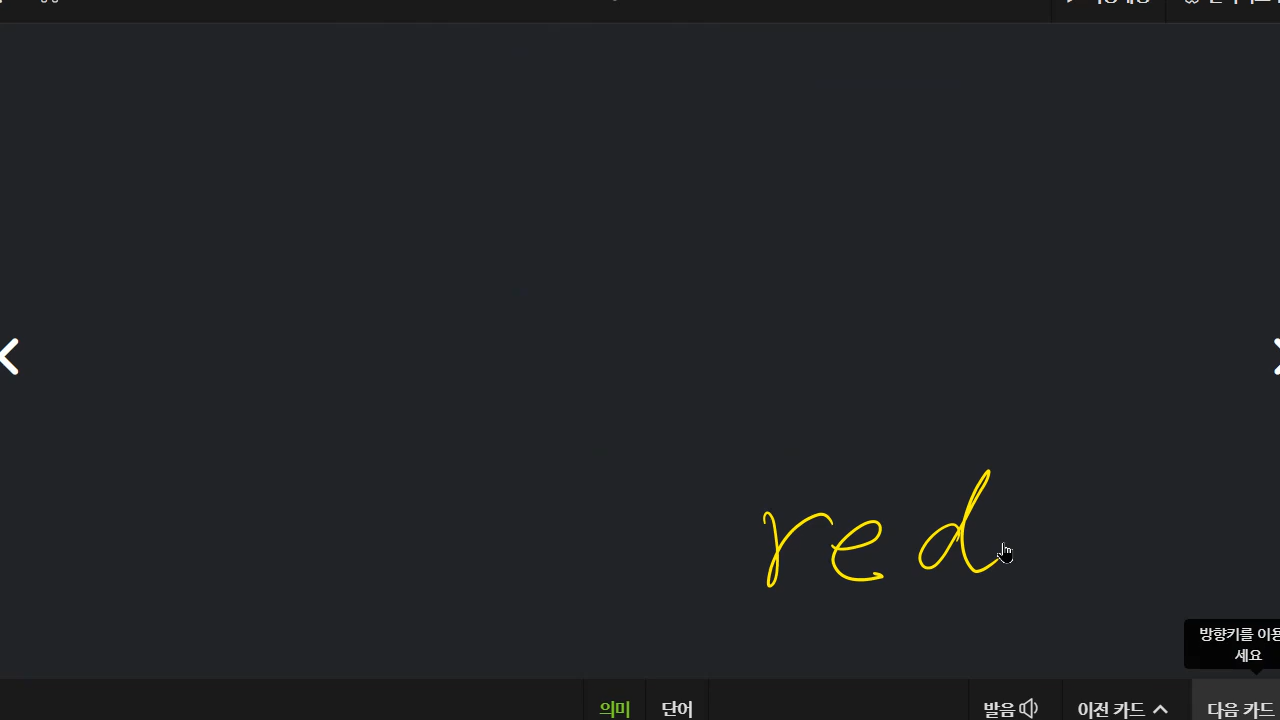 red
방향키를 이용
세요
의미 단어 발음 이전 카드 다음 카드